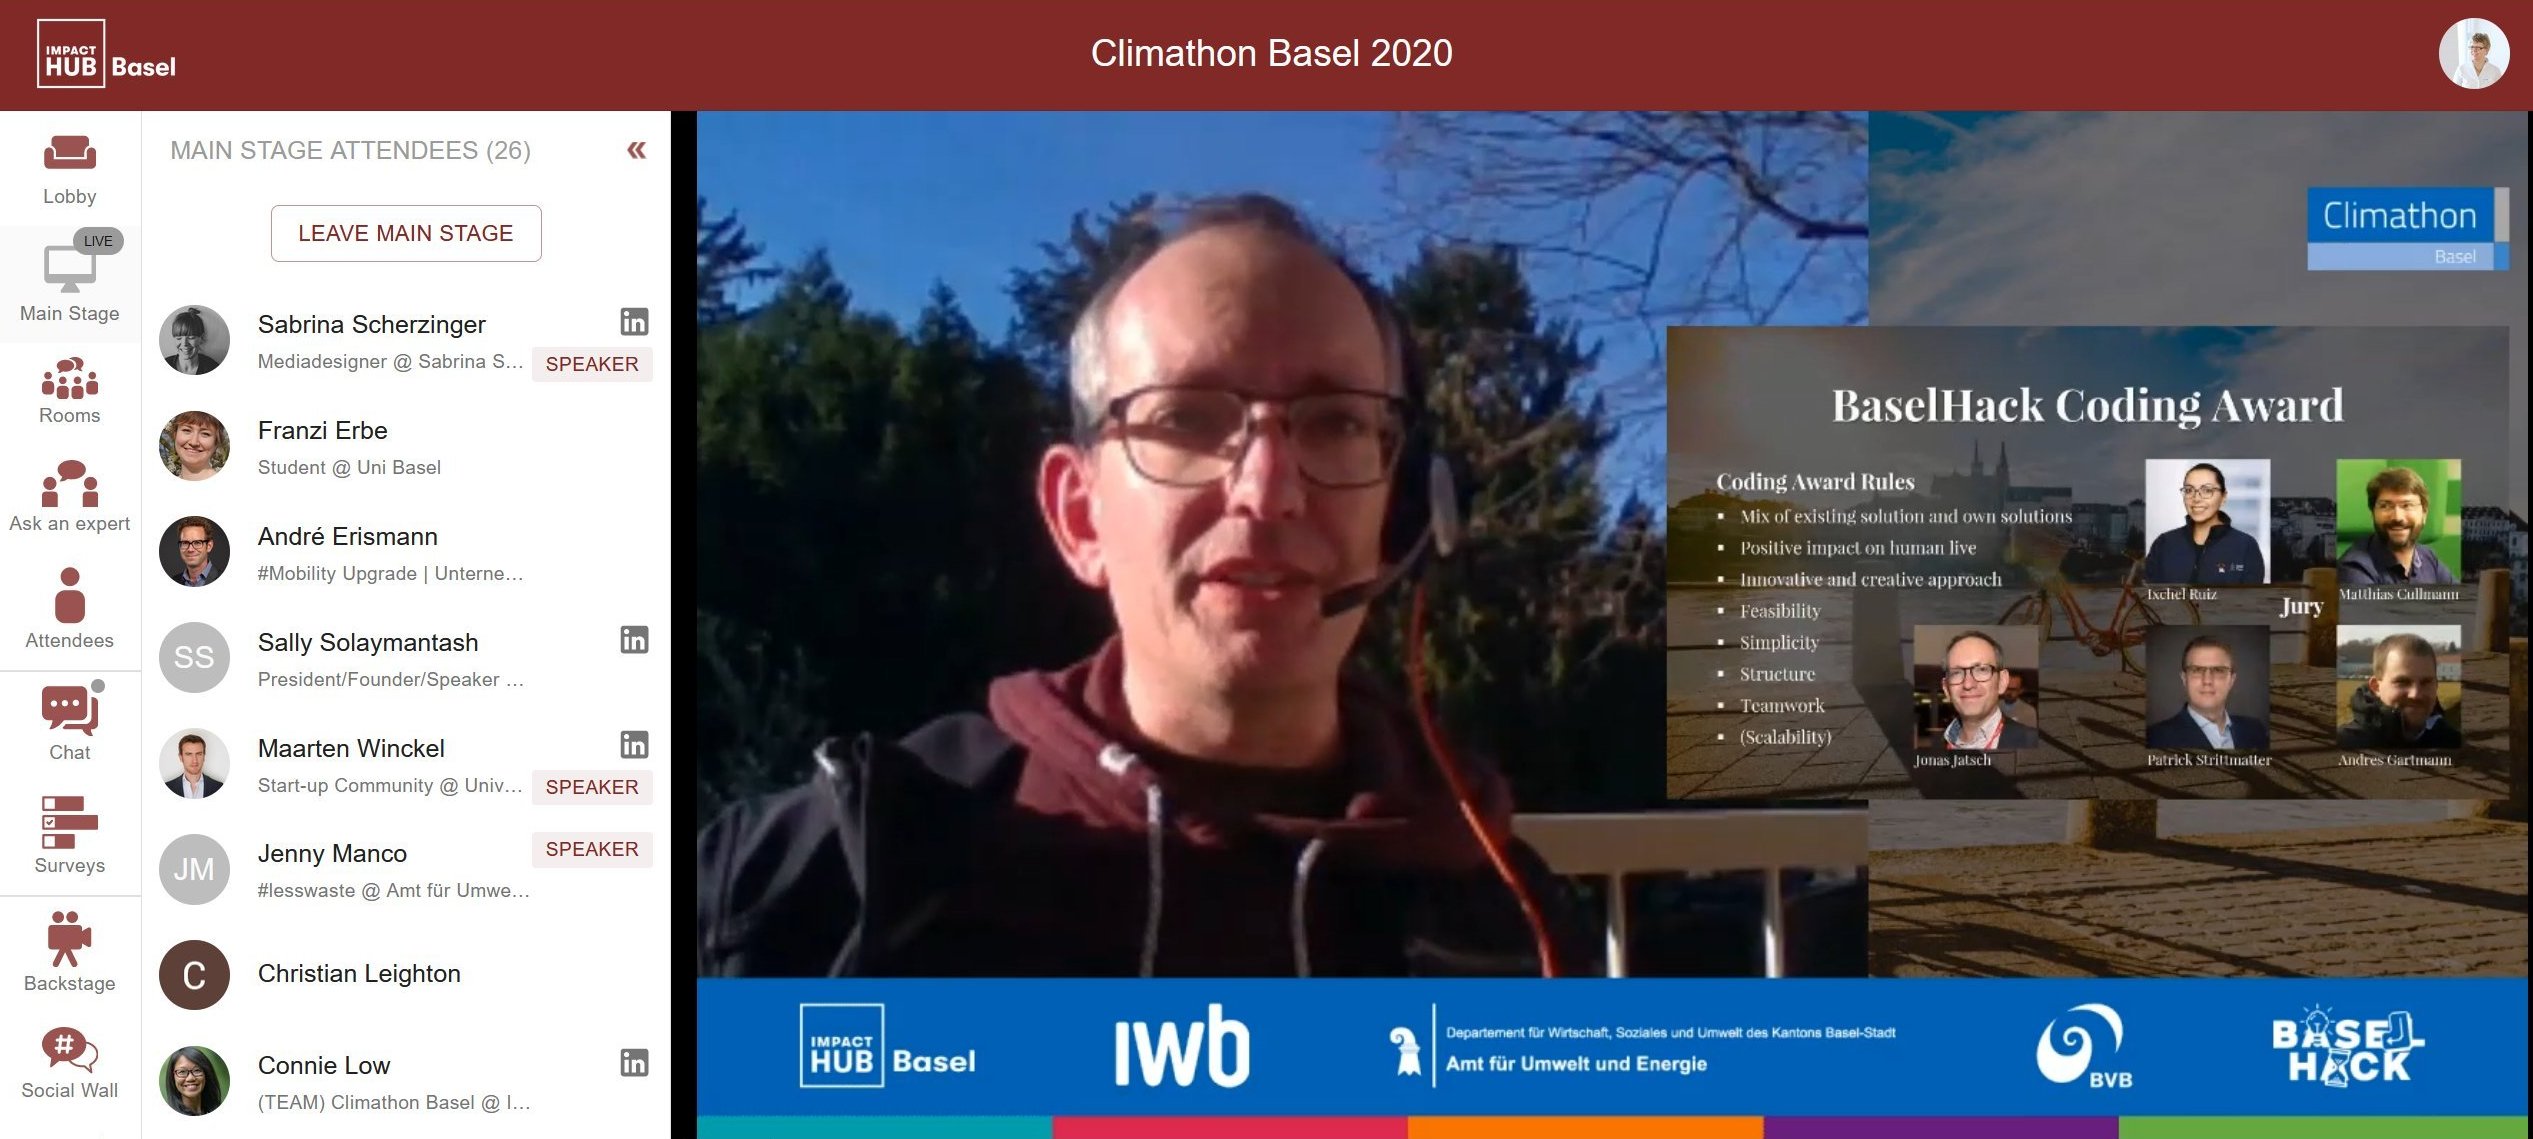 IMPACT
HUB Basel
Climathon Basel 2020
Lobby
LIVE
Main Stage
Rooms
Ask an expert
Attendees
Chat
Surveys
Backstage
#
Social Wall
MAIN STAGE ATTENDEES (26)
«
LEAVE MAIN STAGE
Sabrina Scherzinger
in
Mediadesigner @ Sabrina S...
SPEAKER
Franzi Erbe
Student @ Uni Basel
André Erismann
#Mobility Upgrade | Unterne...
SS
Sally Solaymantash
in
President/Founder/Speaker ...
Maarten Winckel
in
Start-up Community @ Univ...
SPEAKER
JM
Jenny Manco
SPEAKER
#lesswaste @ Amt für Umwe...
C
Christian Leighton
Connie Low
in
(TEAM) Climathon Basel @ I...
Climathon
Basel
BaselHack Coding Award
Coding Award Rules
▪ Mix of existing solution and own solutions
▪ Positive impact on human live
▪ Innovative and creative approach
▪ Feasibility
▪ Simplicity
▪ Structure
▪ Teamwork
▪ (Scalability)
Ixchel Ruiz
Matthias Cullmann
Jury
Jonas Jatsch
Patrick Strittmatter
Andres Gartmann
IMPACT
HUB Basel
IWb
Departement für Wirtschaft, Soziales und Umwelt des Kantons Basel-Stadt
Amt für Umwelt und Energie
BVB
BASEL
HACK